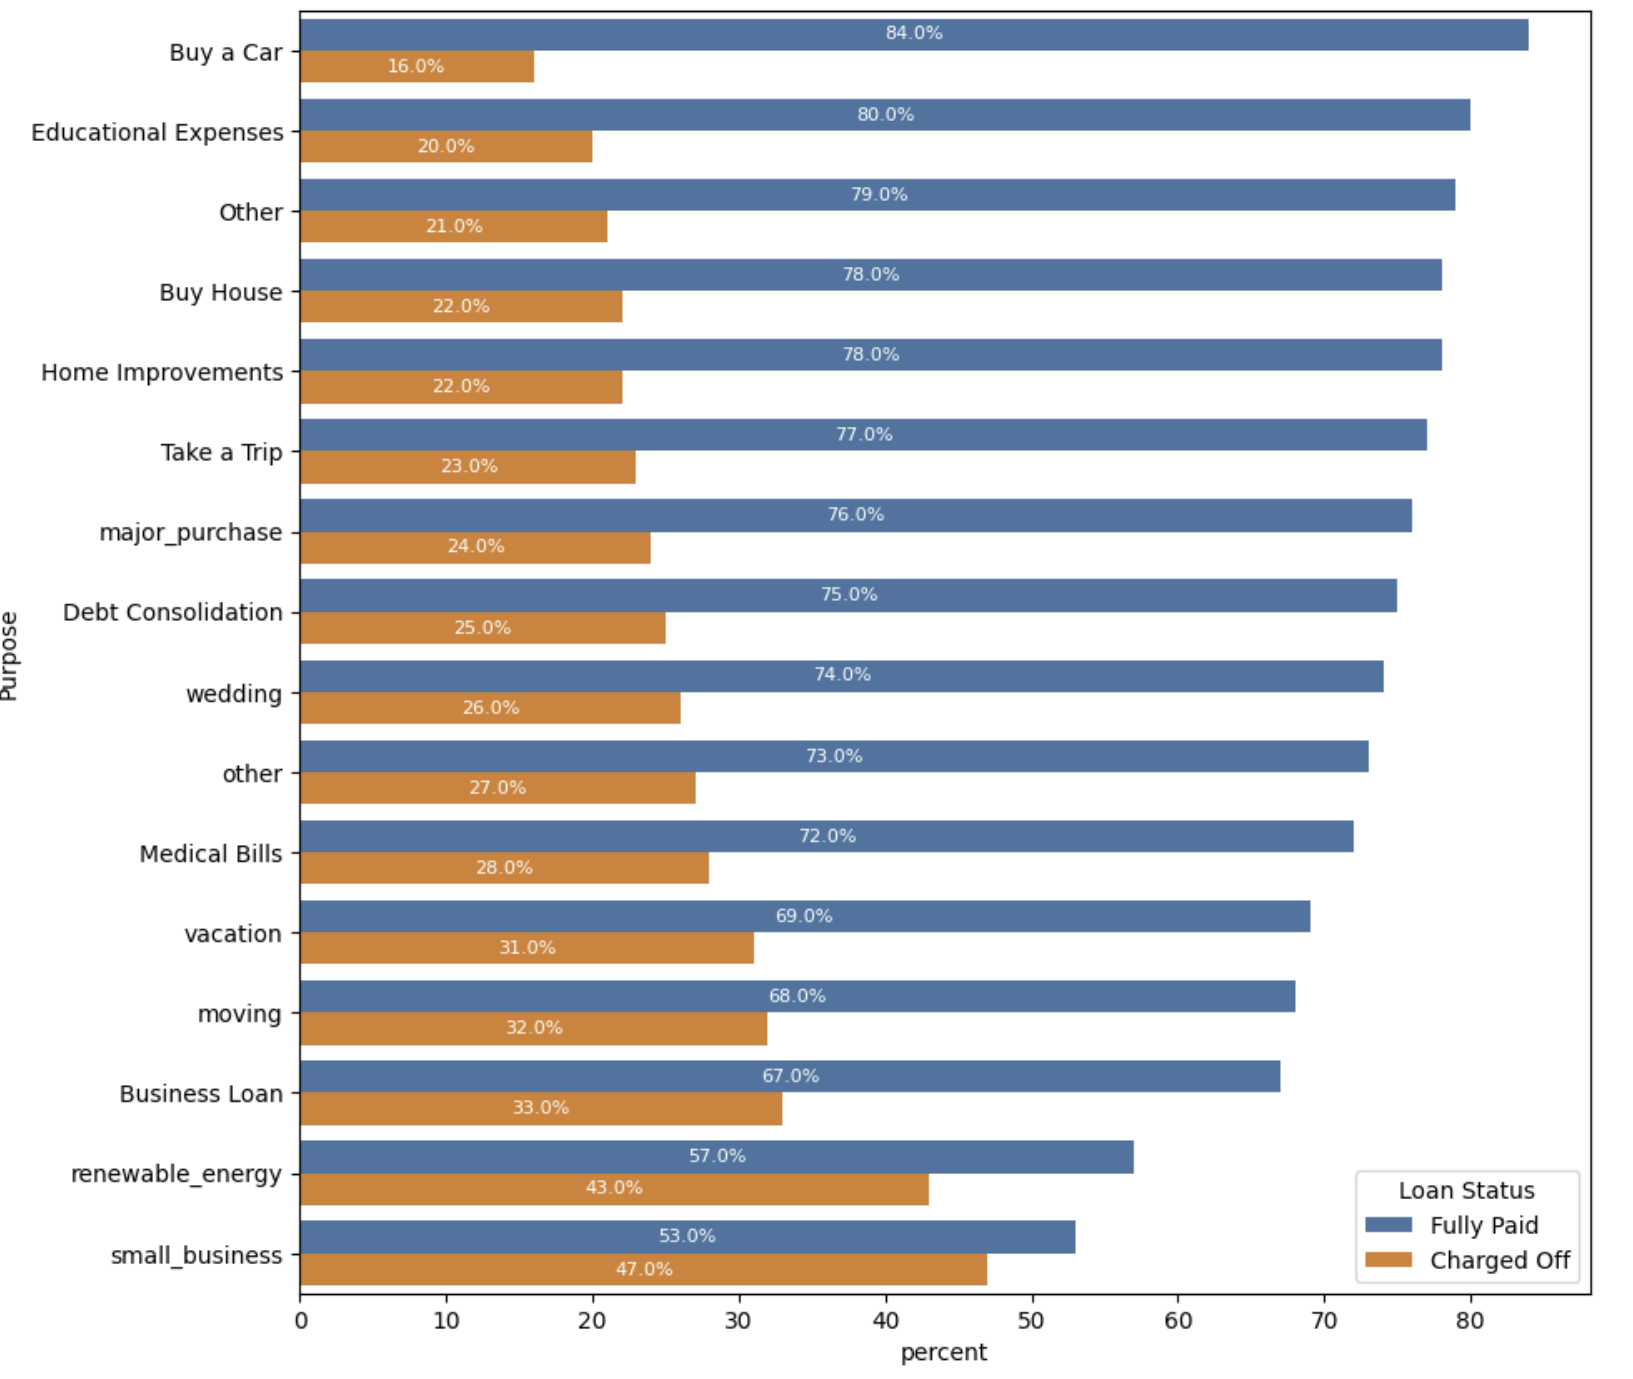 Purpose
Buy a Car
84.0%
16.0%
Educational Expenses
80.0%
20.0%
Other
79.0%
21.0%
Buy House
78.0%
22.0%
Home Improvements
78.0%
22.0%
Take a Trip
77.0%
23.0%
major_purchase
76.0%
24.0%
Debt Consolidation
75.0%
25.0%
wedding
74.0%
26.0%
other
73.0%
27.0%
Medical Bills
72.0%
28.0%
vacation
69.0%
31.0%
moving
68.0%
32.0%
Business Loan
67.0%
33.0%
renewable_energy
57.0%
43.0%
small_business
53.0%
47.0%
Loan Status
Fully Paid
Charged Off
0 10 20 30 40 50 60 70 80
percent